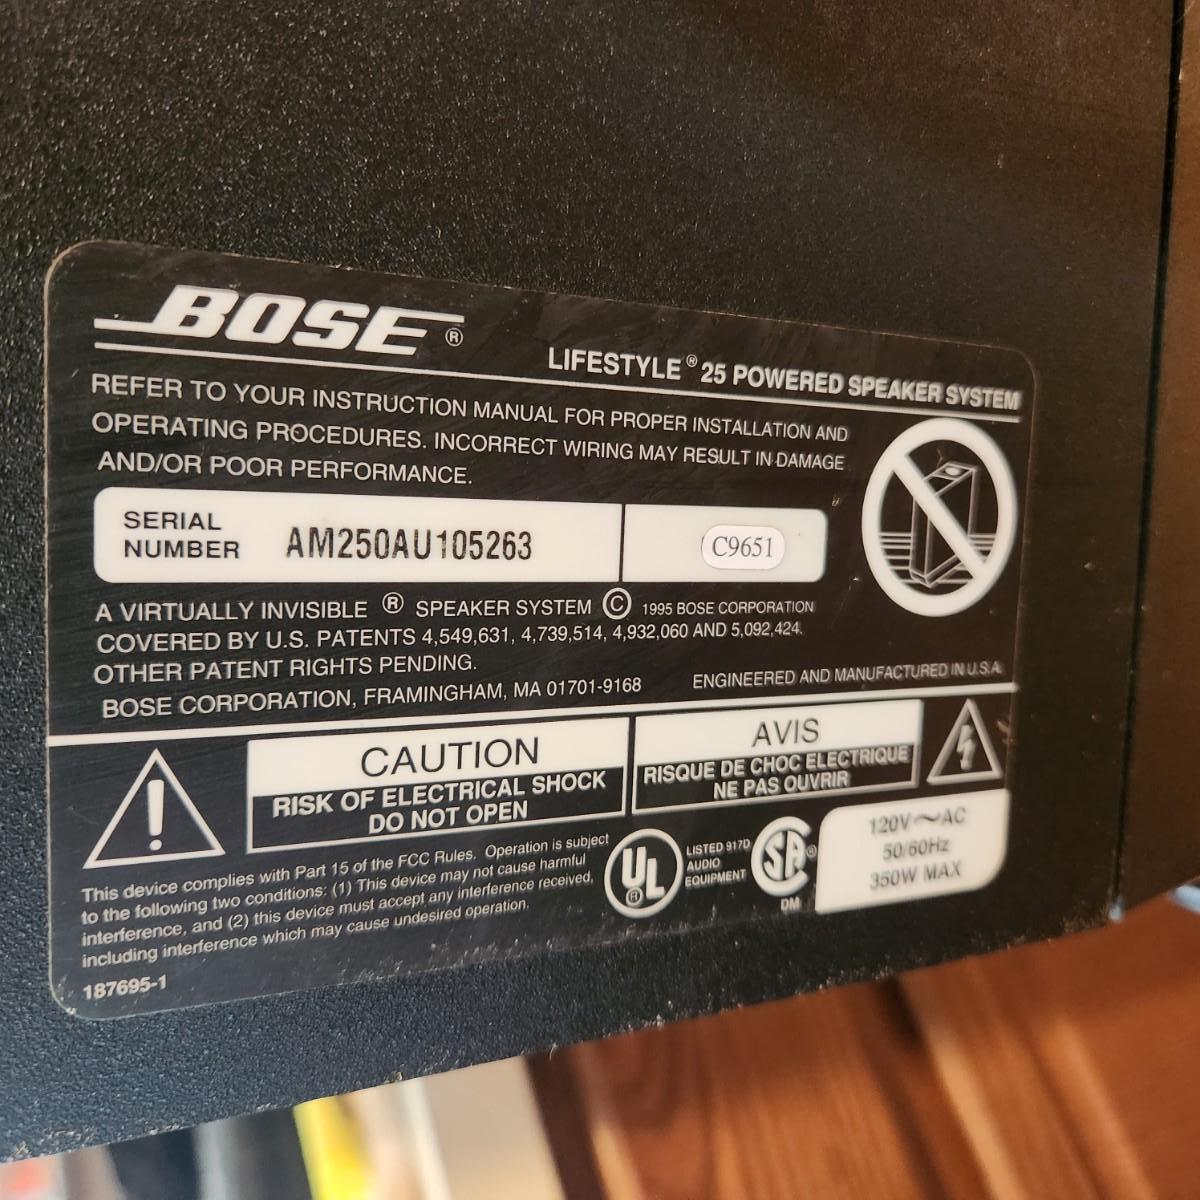 BOSE®
LIFESTYLE® 25 POWERED SPEAKER SYSTEM
REFER TO YOUR INSTRUCTION MANUAL FOR PROPER INSTALLATION AND
OPERATING PROCEDURES. INCORRECT WIRING MAY RESULT IN DAMAGE
AND/OR POOR PERFORMANCE.
SERIAL
NUMBER
AM250AU105263
C9651
A VIRTUALLY INVISIBLE ® SPEAKER SYSTEM © 1995 BOSE CORPORATION
COVERED BY U.S. PATENTS 4,549,631, 4,739,514, 4,932,060 AND 5,092,424.
OTHER PATENT RIGHTS PENDING.
BOSE CORPORATION, FRAMINGHAM, MA 01701-9168
ENGINEERED AND MANUFACTURED IN U.S.A.
CAUTION
RISK OF ELECTRICAL SHOCK
DO NOT OPEN
AVIS
RISQUE DE CHOC ELECTRIQUE
NE PAS OUVRIR
This device complies with Part 15 of the FCC Rules. Operation is subject
to the following two conditions: (1) This device may not cause harmful
interference, and (2) this device must accept any interference received,
including interference which may cause undesired operation.
187695-1
UL®
LISTED 917D
AUDIO
EQUIPMENT
SA®
DM
120V～AC
50/60Hz
350W MAX